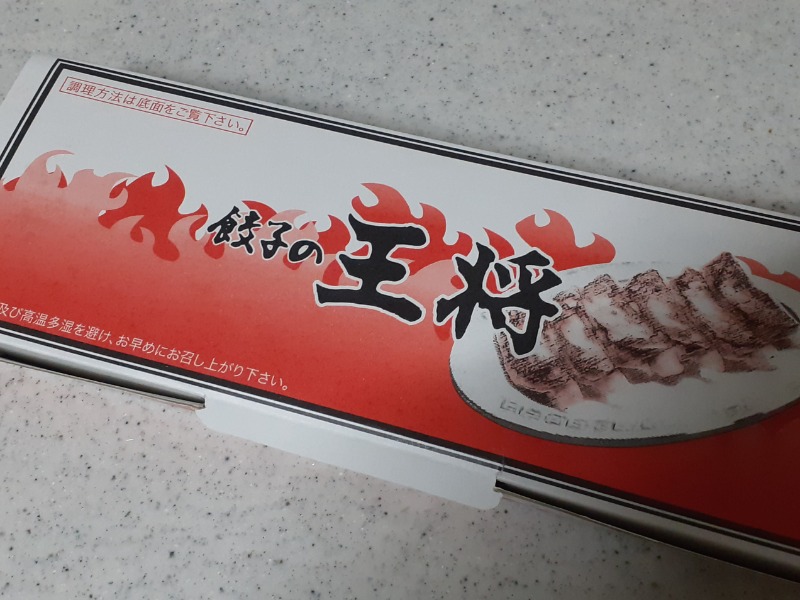 調理方法は底面をご覧下さい。
餃子の王将
及び高温多湿を避け、お早めにお召し上がり下さい。